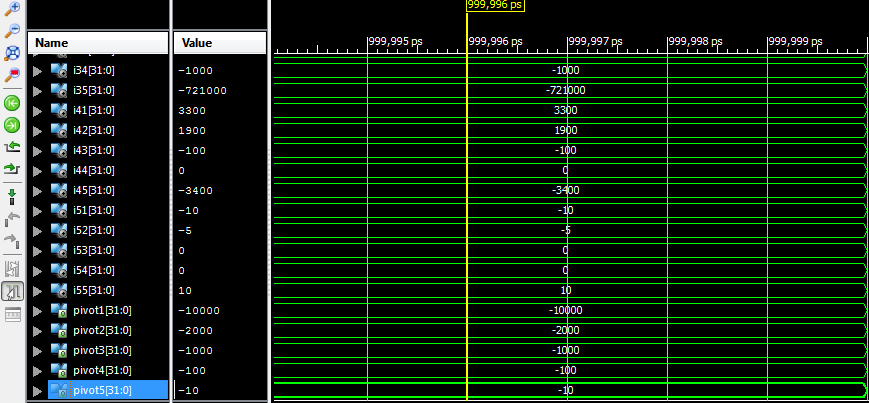 999,996 ps
Name Value
999,995 ps 999,996 ps 999,997 ps 999,998 ps 999,999 ps
i34[31:0] -1000 -1000
i35[31:0] -721000 -721000
i41[31:0] 3300 3300
i42[31:0] 1900 1900
i43[31:0] -100 -100
i44[31:0] 0 0
i45[31:0] -3400 -3400
i51[31:0] -10 -10
i52[31:0] -5 -5
i53[31:0] 0 0
i54[31:0] 0 0
i55[31:0] 10 10
pivot1[31:0] -10000 -10000
pivot2[31:0] -2000 -2000
pivot3[31:0] -1000 -1000
pivot4[31:0] -100 -100
pivot5[31:0] -10 -10